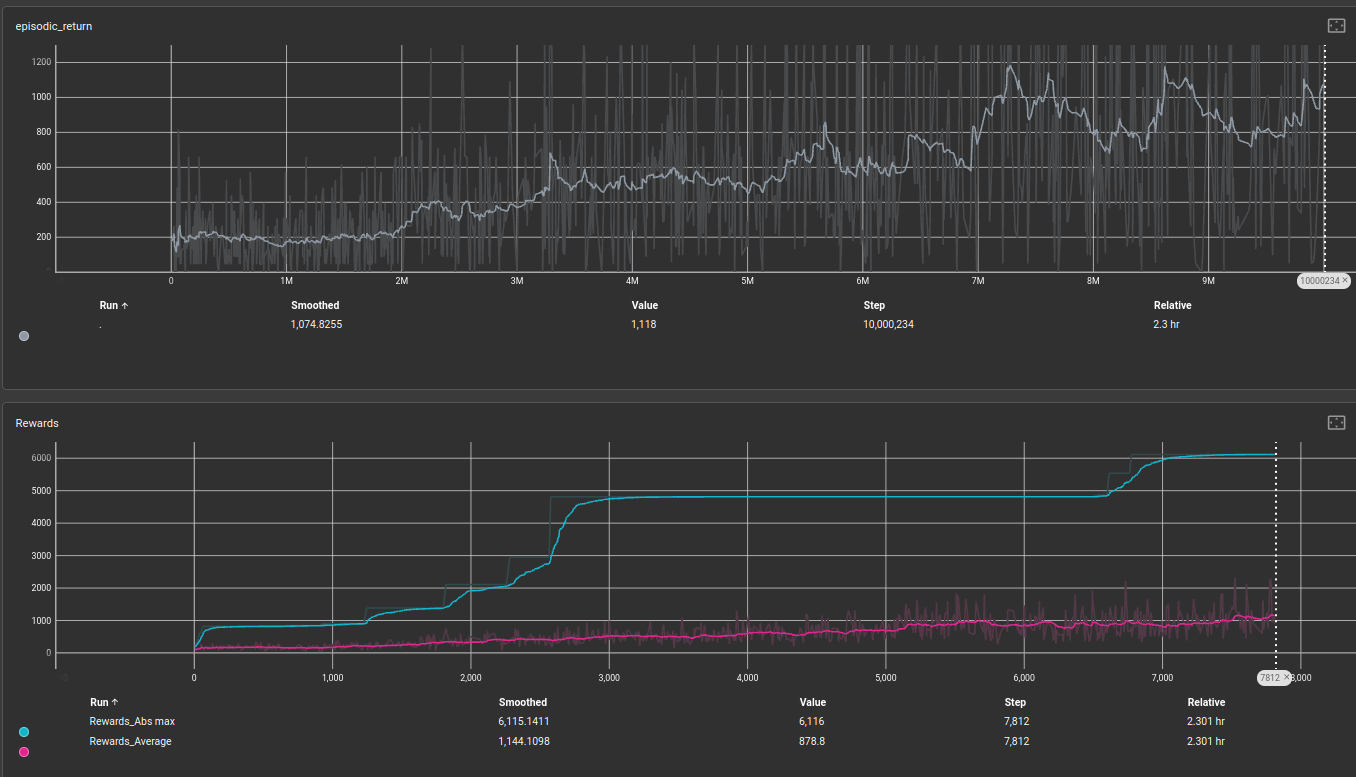 episodic_return
1200
1000
800
600
400
200
0 1M 2M 3M 4M 5M 6M 7M 8M 9M 10000234 ×
Run ↑ Smoothed Value Step Relative
. 1,074.8255 1,118 10,000,234 2.3 hr
Rewards
6000
5000
4000
3000
2000
1000
0
0 1,000 2,000 3,000 4,000 5,000 6,000 7,000 7812 × 8,000
Run ↑ Smoothed Value Step Relative
Rewards_Abs max 6,115.1411 6,116 7,812 2.301 hr
Rewards_Average 1,144.1098 878.8 7,812 2.301 hr